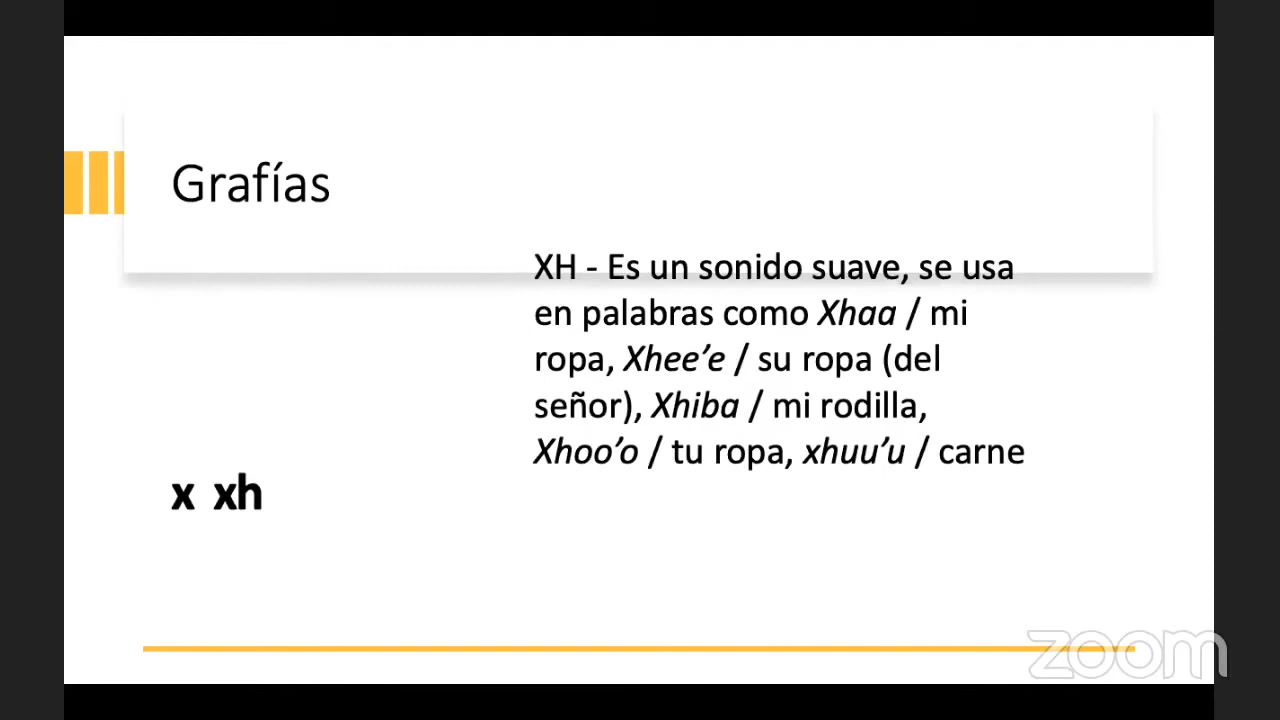 Grafías
XH - Es un sonido suave, se usa
en palabras como Xhaa / mi
ropa, Xhee’e / su ropa (del
señor), Xhiba / mi rodilla,
Xhoo’o / tu ropa, xhuu’u / carne
x xh
zoom